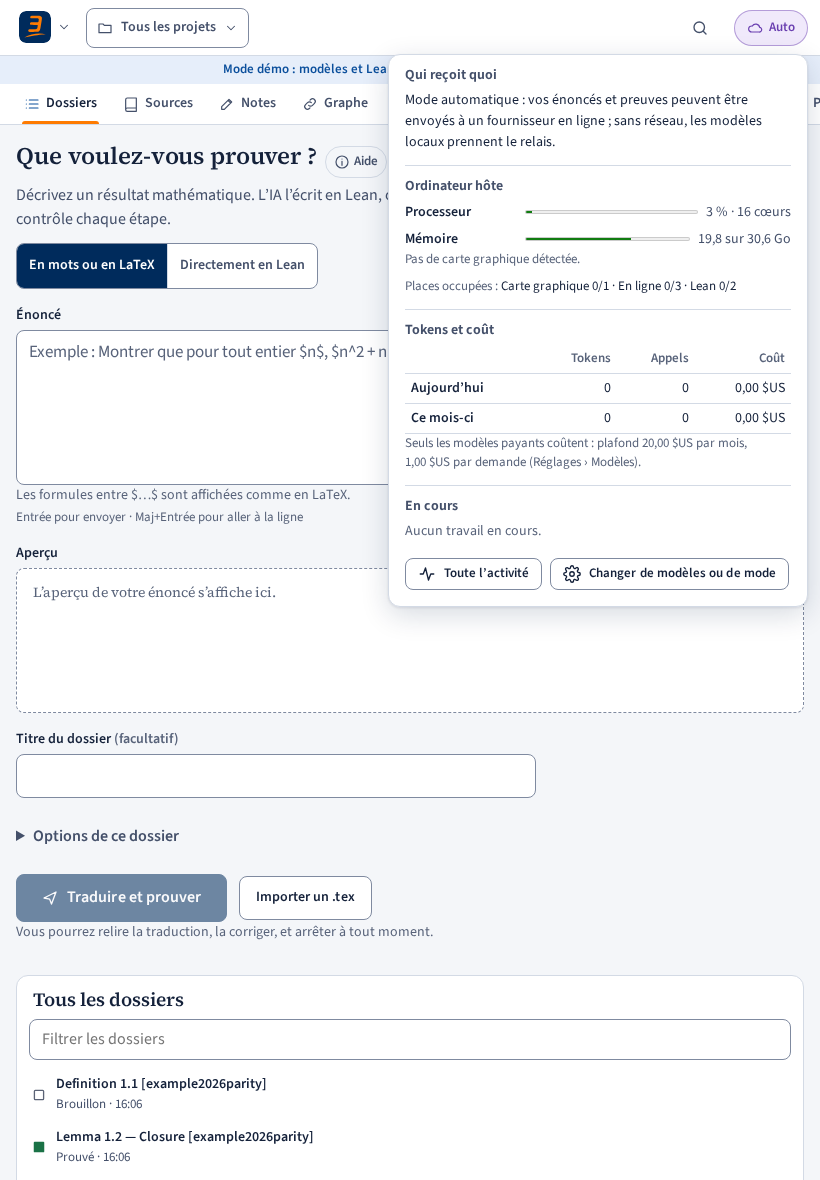 Tous les projets
Auto
Mode démo : modèles et Lea
Dossiers
Sources
Notes
Graphe
P
Que voulez-vous prouver ?
Aide
Décrivez un résultat mathématique. L’IA l’écrit en Lean,
contrôle chaque étape.
En mots ou en LaTeX
Directement en Lean
Énoncé
Exemple : Montrer que pour tout entier $n$, $n^2 + n
Les formules entre $…$ sont affichées comme en LaTeX.
Entrée pour envoyer · Maj+Entrée pour aller à la ligne
Aperçu
L’aperçu de votre énoncé s’affiche ici.
Titre du dossier (facultatif)
Options de ce dossier
Traduire et prouver
Importer un .tex
Vous pourrez relire la traduction, la corriger, et arrêter à tout moment.
Tous les dossiers
Filtrer les dossiers
Definition 1.1 [example2026parity]
Brouillon · 16:06
Lemma 1.2 — Closure [example2026parity]
Prouvé · 16:06
Qui reçoit quoi
Mode automatique : vos énoncés et preuves peuvent être
envoyés à un fournisseur en ligne ; sans réseau, les modèles
locaux prennent le relais.
Ordinateur hôte
Processeur 3 % · 16 cœurs
Mémoire 19,8 sur 30,6 Go
Pas de carte graphique détectée.
Places occupées : Carte graphique 0/1 · En ligne 0/3 · Lean 0/2
Tokens et coût
Tokens Appels Coût
Aujourd’hui 0 0 0,00 $US
Ce mois-ci 0 0 0,00 $US
Seuls les modèles payants coûtent : plafond 20,00 $US par mois,
1,00 $US par demande (Réglages › Modèles).
En cours
Aucun travail en cours.
Toute l’activité
Changer de modèles ou de mode